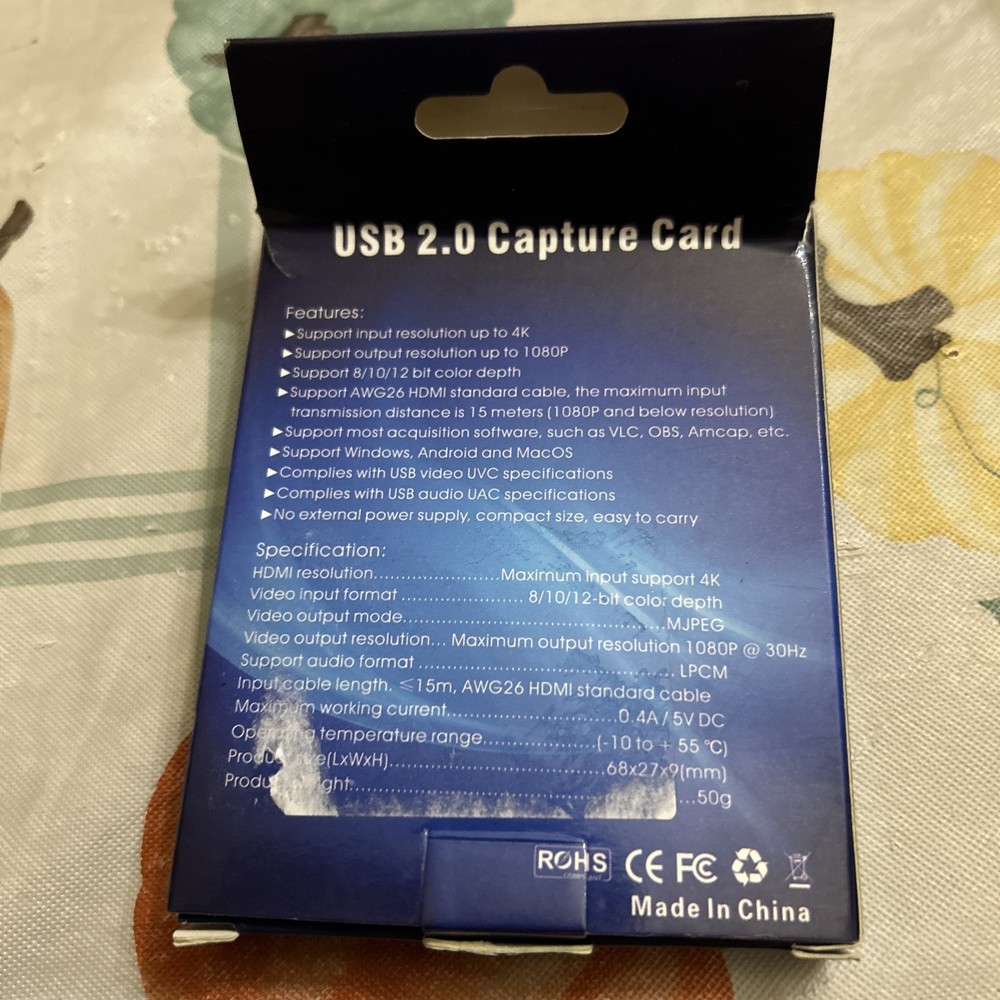 USB 2.0 Capture Card
Features:
►Support input resolution up to 4K
►Support output resolution up to 1080P
►Support 8/10/12 bit color depth
►Support AWG26 HDMI standard cable, the maximum input
transmission distance is 15 meters (1080P and below resolution)
►Support most acquisition software, such as VLC, OBS, Amcap, etc.
►Support Windows, Android and MacOS
►Complies with USB video UVC specifications
►Complies with USB audio UAC specifications
►No external power supply, compact size, easy to carry
Specification:
HDMI resolution.......................Maximum input support 4K
Video input format ....................... 8/10/12-bit color depth
Video output mode...............................................MJPEG
Video output resolution... Maximum output resolution 1080P @ 30Hz
Support audio format ............................................. LPCM
Input cable length. ≤15m, AWG26 HDMI standard cable
Maximum working current..............................0.4A / 5V DC
Operating temperature range....................(-10 to + 55 ℃)
(LxWxH).......................................68x27x9(mm)
...50g
ROHS
COMPLIANT
CE FC
Made In China